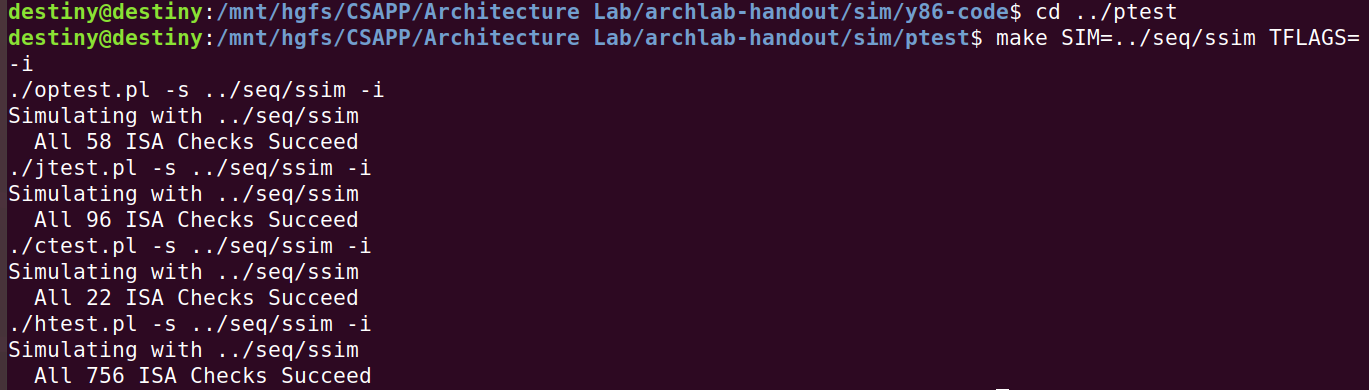 destiny@destiny:/mnt/hgfs/CSAPP/Architecture Lab/archlab-handout/sim/y86-code$ cd ../ptest
destiny@destiny:/mnt/hgfs/CSAPP/Architecture Lab/archlab-handout/sim/ptest$ make SIM=../seq/ssim TFLAGS=
-i
./optest.pl -s ../seq/ssim -i
Simulating with ../seq/ssim
  All 58 ISA Checks Succeed
./jtest.pl -s ../seq/ssim -i
Simulating with ../seq/ssim
  All 96 ISA Checks Succeed
./ctest.pl -s ../seq/ssim -i
Simulating with ../seq/ssim
  All 22 ISA Checks Succeed
./htest.pl -s ../seq/ssim -i
Simulating with ../seq/ssim
  All 756 ISA Checks Succeed